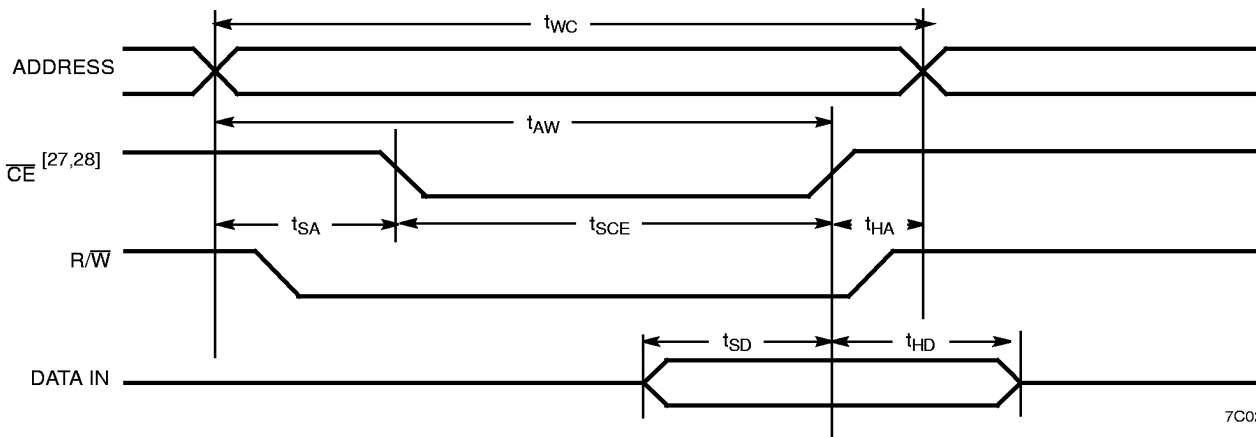 tWC
ADDRESS
tAW
CE [27,28]
tSA tSCE tHA
R/W
tSD tHD
DATA IN